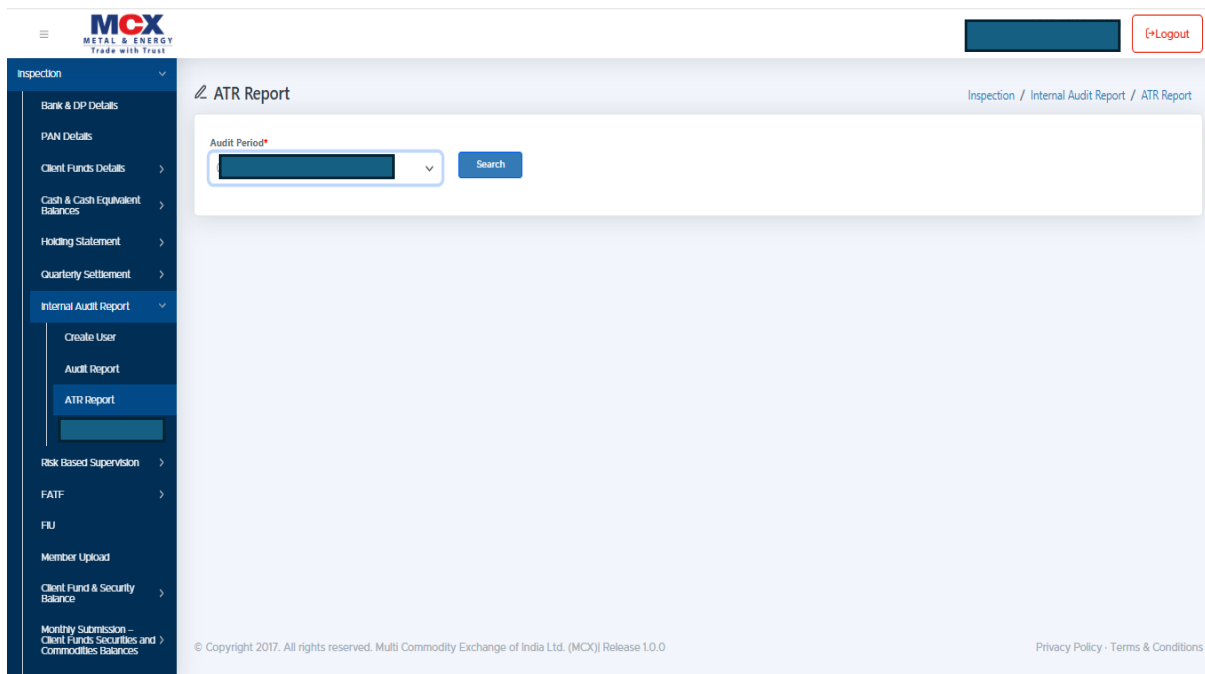 MCX
METAL & ENERGY
Trade with Trust
Logout
Inspection
Bank & DP Details
PAN Details
Client Funds Details
Cash & Cash Equivalent
Balances
Holding Statement
Quarterly Settlement
Internal Audit Report
Create User
Audit Report
ATR Report
Risk Based Supervision
FATF
FIU
Member Upload
Client Fund & Security
Balance
Monthly Submission –
Client Funds Securities and
Commodities Balances
ATR Report
Inspection / Internal Audit Report / ATR Report
Audit Period*
Search
© Copyright 2017. All rights reserved. Multi Commodity Exchange of India Ltd. (MCX)| Release 1.0.0
Privacy Policy · Terms & Conditions